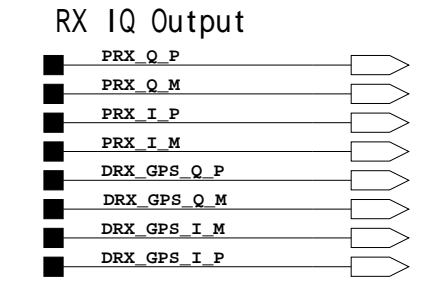 RX IQ Output
PRX_Q_P
PRX_Q_M
PRX_I_P
PRX_I_M
DRX_GPS_Q_P
DRX_GPS_Q_M
DRX_GPS_I_M
DRX_GPS_I_P